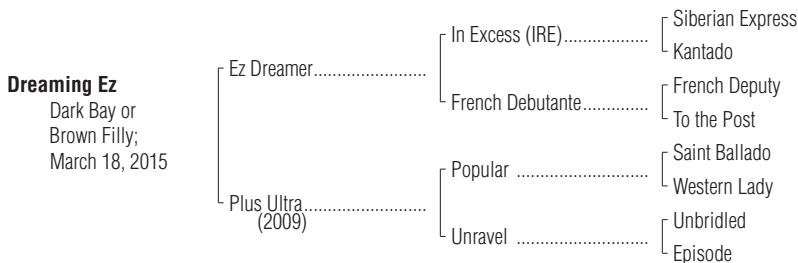 Dreaming Ez
Dark Bay or
Brown Filly;
March 18, 2015
Ez Dreamer........................
Plus Ultra..........................
(2009)
In Excess (IRE)..................
French Debutante..............
Popular ............................
Unravel ............................
Siberian Express
Kantado
French Deputy
To the Post
Saint Ballado
Western Lady
Unbridled
Episode